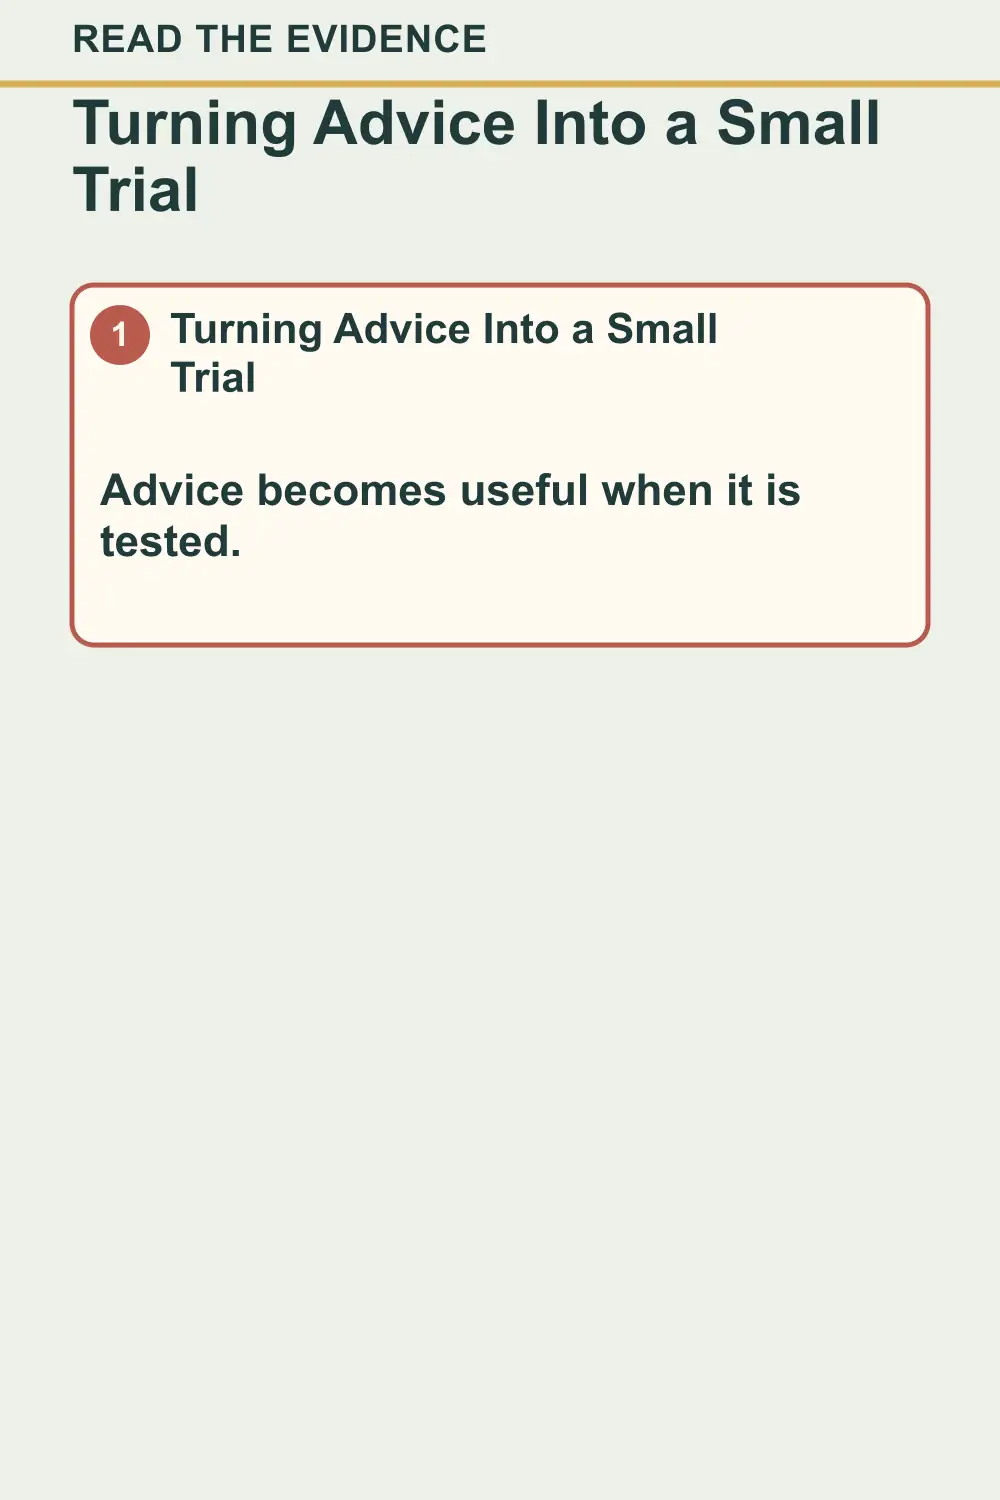 READ THE EVIDENCE
Turning Advice Into a Small
Trial
1
Turning Advice Into a Small
Trial
Advice becomes useful when it is
tested.